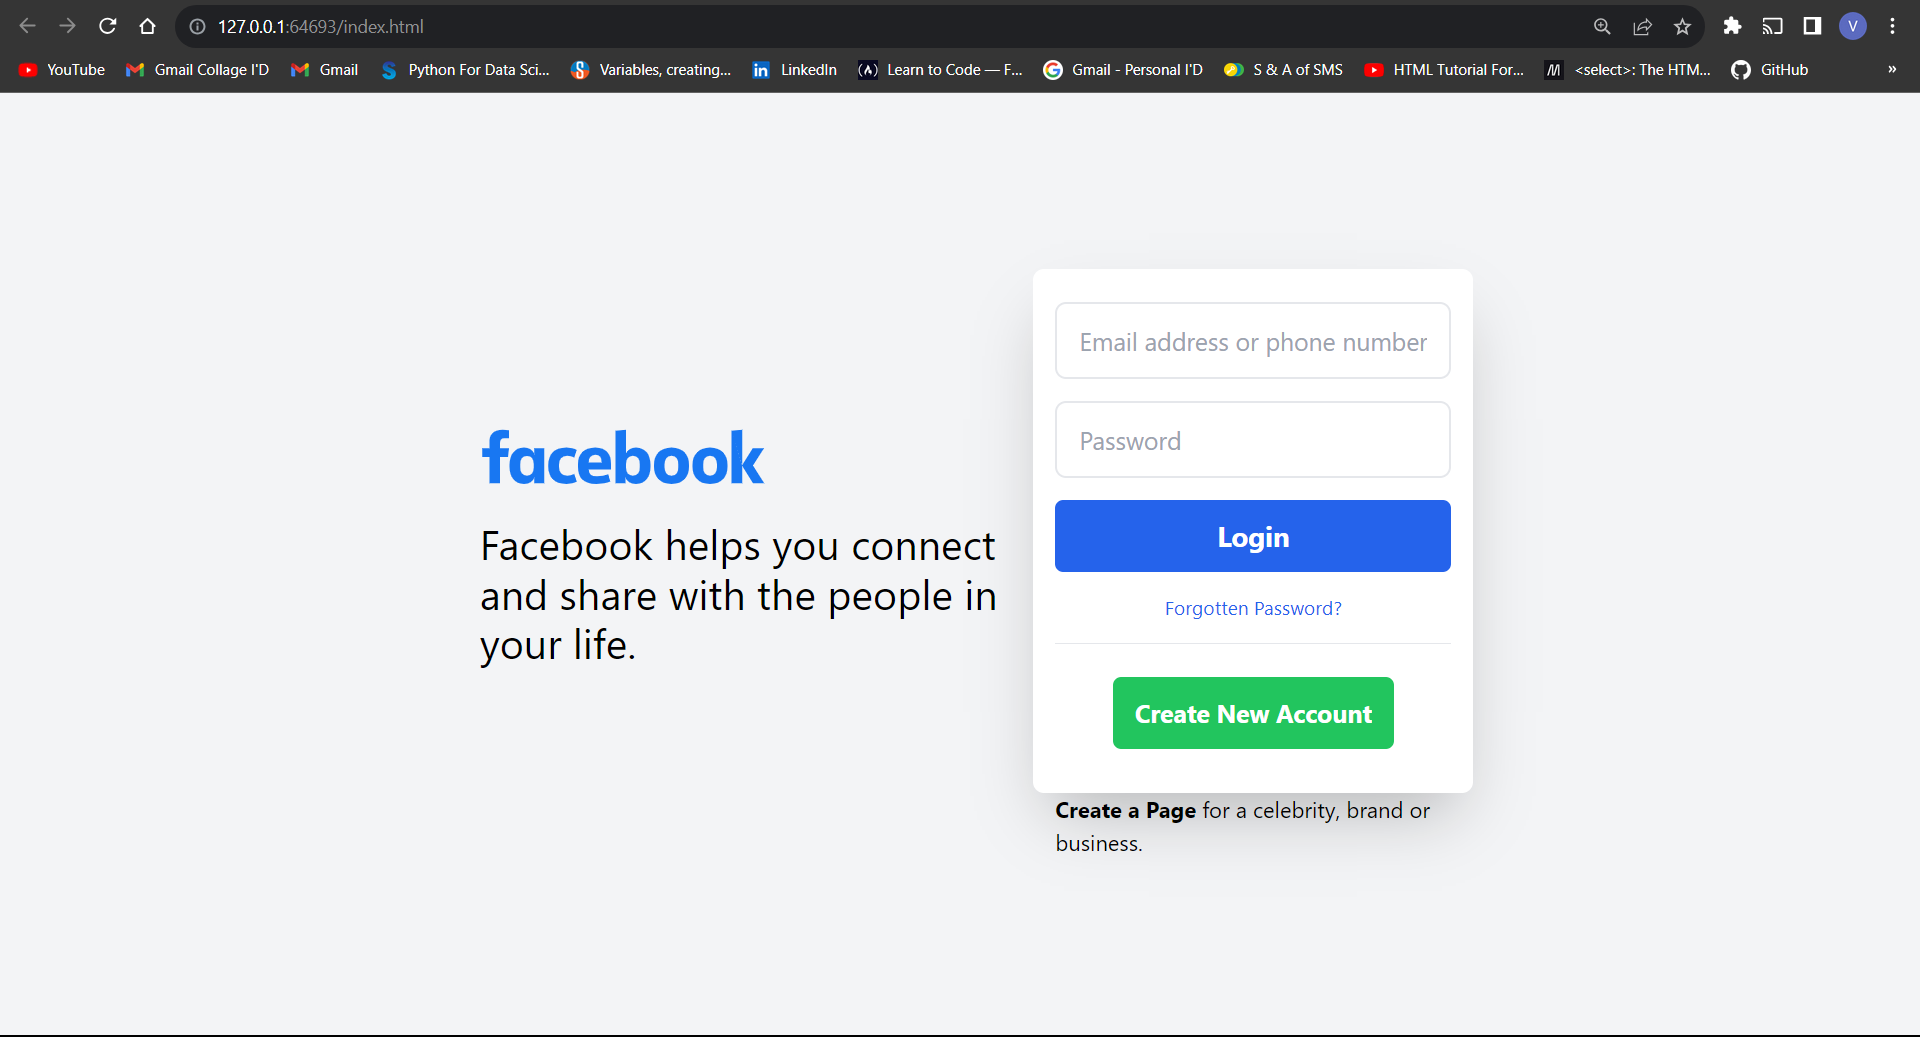 127.0.0.1:64693/index.html
V
YouTube
Gmail Collage I'D
Gmail
Python For Data Sci...
Variables, creating...
LinkedIn
Learn to Code — F...
Gmail - Personal I'D
S & A of SMS
HTML Tutorial For...
<select>: The HTM...
GitHub
»
facebook
Facebook helps you connect
and share with the people in
your life.
Email address or phone number
Password
Login
Forgotten Password?
Create New Account
Create a Page for a celebrity, brand or
business.